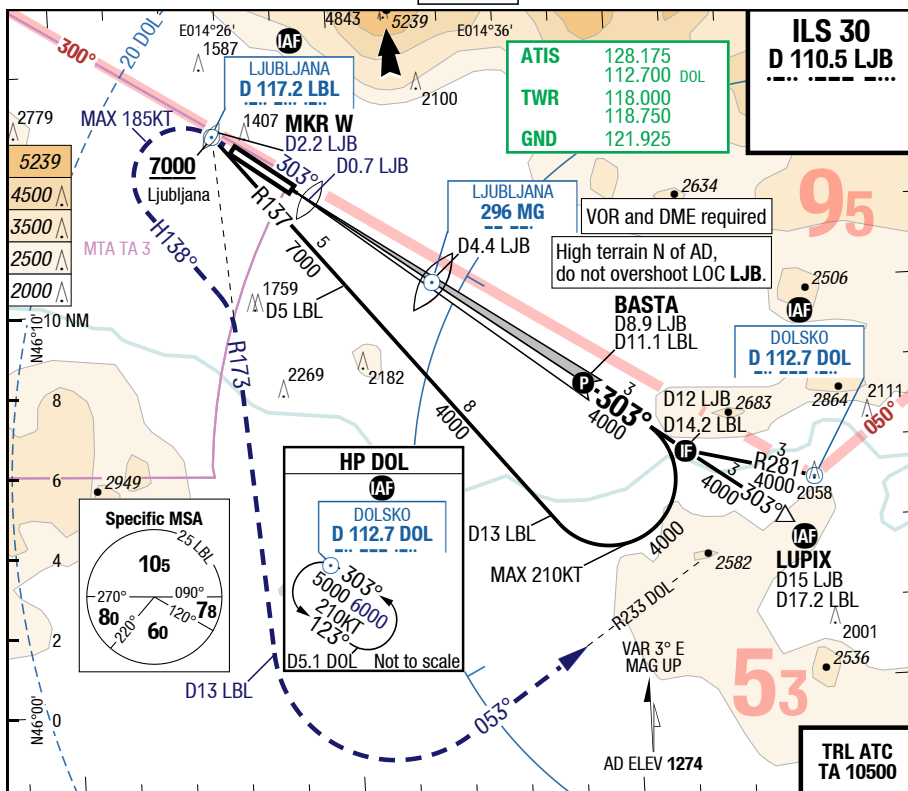 ILS 30
D 110.5 LJB
ATIS 128.175
112.700 DOL
TWR 118.000
118.750
GND 121.925
E014°26'
4843
5239
E014°36'
300°
20 DOL
1587
IAF
LJUBLJANA
D 117.2 LBL
2100
2779
MAX 185KT
1407
MKR W
D2.2 LJB
303°
D0.7 LJB
7000
Ljubljana
5239
4500
3500
2500
2000
MTA TA 3
H138°
R137
5
7000
LJUBLJANA
296 MG
D4.4 LJB
2634
95
VOR and DME required
High terrain N of AD,
do not overshoot LOC LJB.
1759
D5 LBL
BASTA
D8.9 LJB
D11.1 LBL
2506
IAF
DOLSKO
D 112.7 DOL
N46°10'
10 NM
R173
2269
2182
8
4000
P
3
303°
4000
D12 LJB
D14.2 LBL
2683
2864
2111
050°
8
6
4
2
0
N46°00'
IF
3
R281
4000
2058
3
4000
303°
IAF
LUPIX
D15 LJB
D17.2 LBL
2949
Specific MSA
25 LBL
105
270°
090°
80
120°
78
220°
60
HP DOL
IAF
DOLSKO
D 112.7 DOL
303°
5000 6000
210KT
123°
D5.1 DOL
Not to scale
D13 LBL
MAX 210KT
4000
2582
R233 DOL
2001
2536
D13 LBL
053°
VAR 3° E
MAG UP
53
AD ELEV 1274
TRL ATC
TA 10500